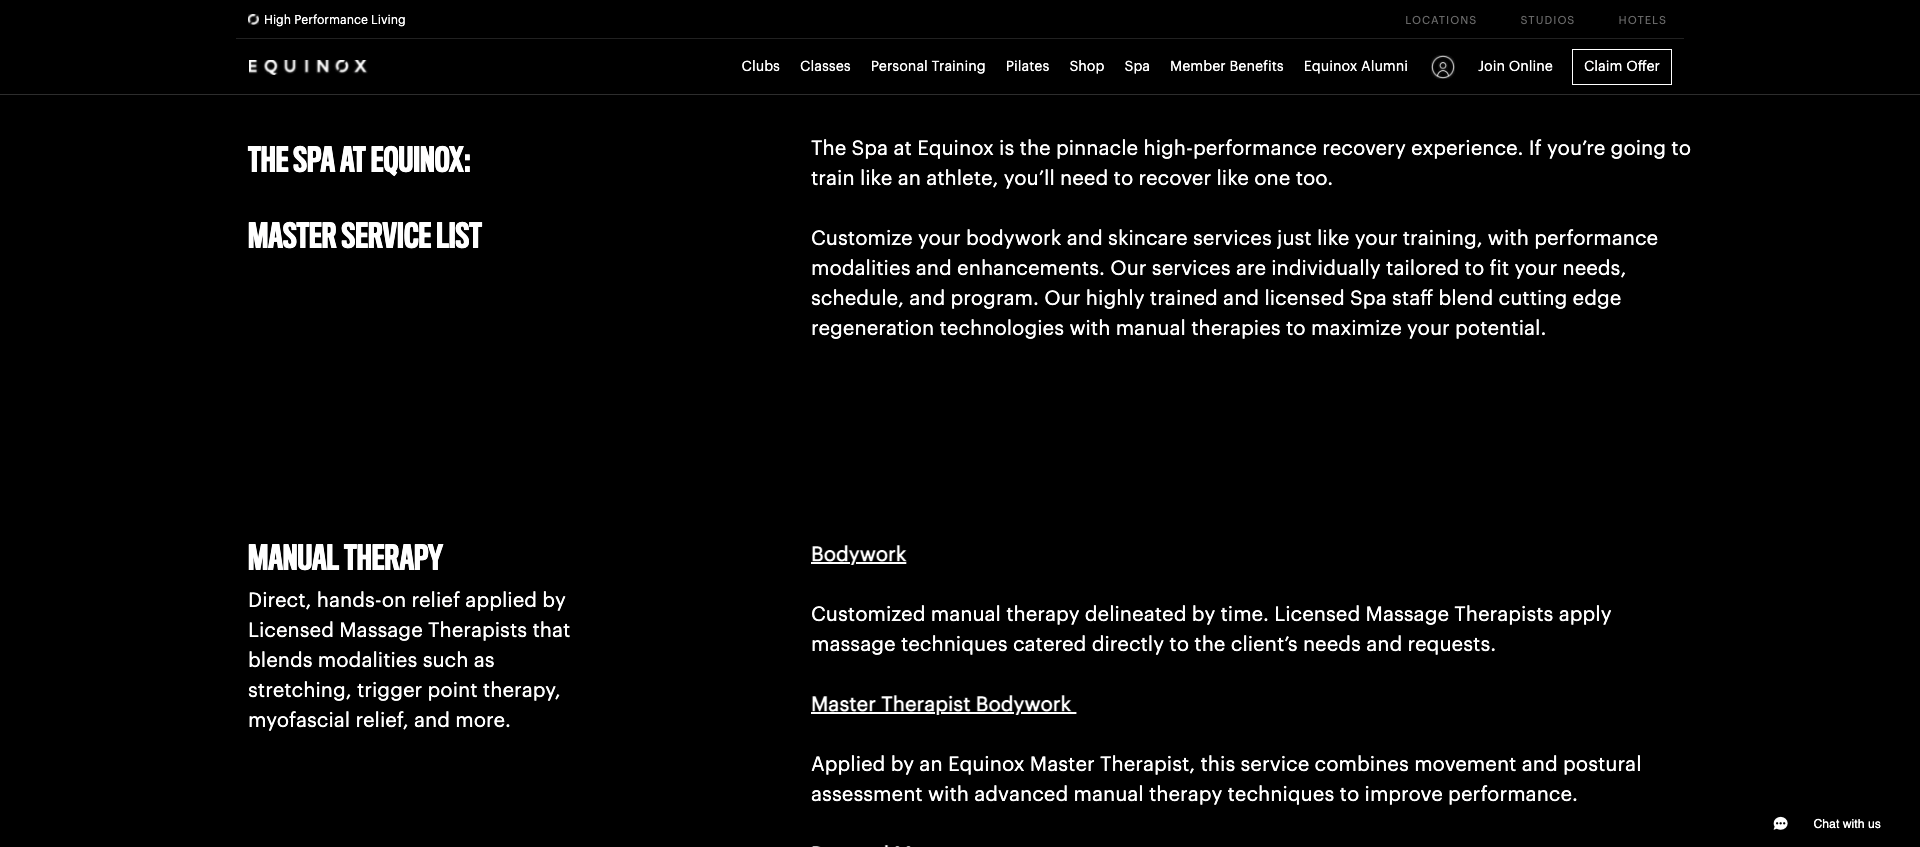 High Performance Living
LOCATIONS STUDIOS HOTELS
EQUINOX
Clubs Classes Personal Training Pilates Shop Spa Member Benefits Equinox Alumni Join Online Claim Offer
THE SPA AT EQUINOX:
MASTER SERVICE LIST
The Spa at Equinox is the pinnacle high-performance recovery experience. If you’re going to
train like an athlete, you’ll need to recover like one too.
Customize your bodywork and skincare services just like your training, with performance
modalities and enhancements. Our services are individually tailored to fit your needs,
schedule, and program. Our highly trained and licensed Spa staff blend cutting edge
regeneration technologies with manual therapies to maximize your potential.
MANUAL THERAPY
Direct, hands-on relief applied by
Licensed Massage Therapists that
blends modalities such as
stretching, trigger point therapy,
myofascial relief, and more.
Bodywork
Customized manual therapy delineated by time. Licensed Massage Therapists apply
massage techniques catered directly to the client’s needs and requests.
Master Therapist Bodywork
Applied by an Equinox Master Therapist, this service combines movement and postural
assessment with advanced manual therapy techniques to improve performance.
Chat with us